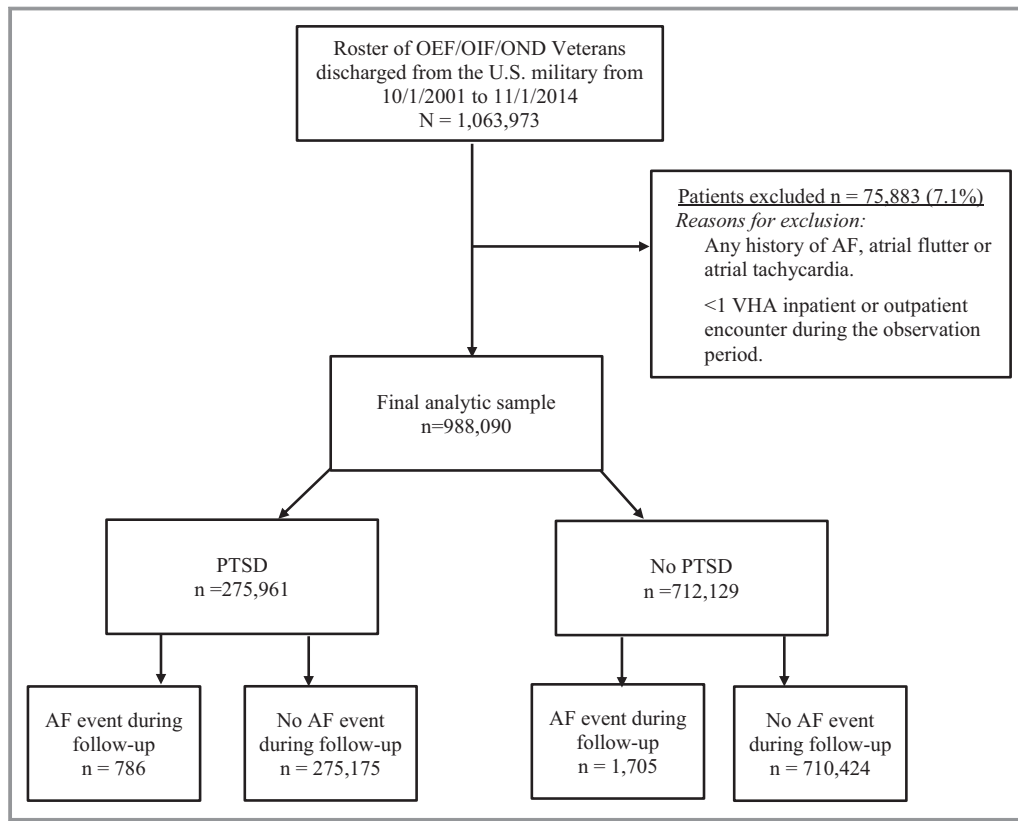 Roster of OEF/OIF/OND Veterans
discharged from the U.S. military from
10/1/2001 to 11/1/2014
N = 1,063,973
Patients excluded n = 75,883 (7.1%)
Reasons for exclusion:
Any history of AF, atrial flutter or
atrial tachycardia.
<1 VHA inpatient or outpatient
encounter during the observation
period.
Final analytic sample
n=988,090
PTSD
n =275,961
No PTSD
n =712,129
AF event during
follow-up
n = 786
No AF event
during follow-up
n = 275,175
AF event during
follow-up
n = 1,705
No AF event
during follow-up
n = 710,424